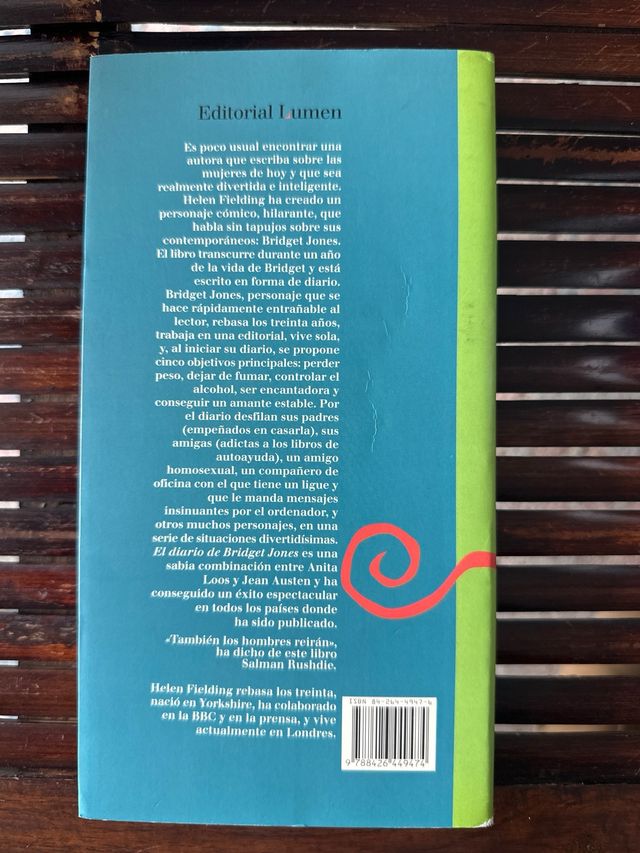 Editorial Lumen
Es poco usual encontrar una
autora que escriba sobre las
mujeres de hoy y que sea
realmente divertida e inteligente.
Helen Fielding ha creado un
personaje cómico, hilarante, que
habla sin tapujos sobre sus
contemporáneos: Bridget Jones.
El libro transcurre durante un año
de la vida de Bridget y está
escrito en forma de diario.
Bridget Jones, personaje que se
hace rápidamente entrañable al
lector, rebasa los treinta años,
trabaja en una editorial, vive sola,
y, al iniciar su diario, se propone
cinco objetivos principales: perder
peso, dejar de fumar, controlar el
alcohol, ser encantadora y
conseguir un amante estable. Por
el diario desfilan sus padres
(empeñados en casarla), sus
amigas (adictas a los libros de
autoayuda), un amigo
homosexual, un compañero de
oficina con el que tiene un ligue y
que le manda mensajes
insinuantes por el ordenador, y
otros muchos personajes, en una
serie de situaciones divertidísimas.
El diario de Bridget Jones es una
sabia combinación entre Anita
Loos y Jean Austen y ha
conseguido un éxito espectacular
en todos los países donde
ha sido publicado.
«También los hombres reirán»,
ha dicho de este libro
Salman Rushdie.
Helen Fielding rebasa los treinta,
nació en Yorkshire, ha colaborado
en la BBC y en la prensa, y vive
actualmente en Londres.
ISBN 84-264-4947-6
9 788426 449474